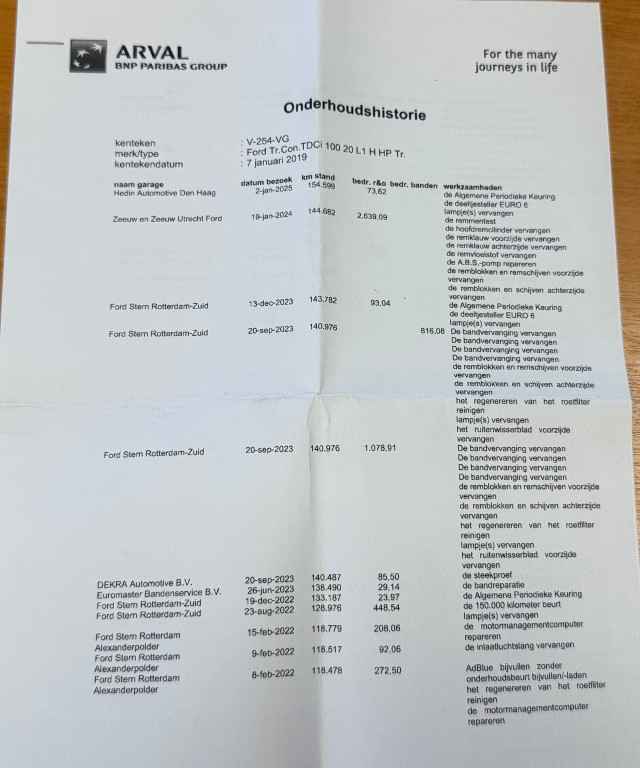 ARVAL
BNP PARIBAS GROUP
For the many
journeys in life
Onderhoudshistorie
kenteken : V-254-VG
merk/type : Ford Tr.Con.TDCi 100 20 L1 H HP Tr.
kentekendatum : 7 januari 2019
naam garage datum bezoek km stand bedr. r&o bedr. banden werkzaamheden
Hedin Automotive Den Haag 2-jan-2025 154.599 73,62 de Algemene Periodieke Keuring
de deeltjesteller EURO 6
lampje(s) vervangen
Zeeuw en Zeeuw Utrecht Ford 18-jan-2024 144.682 2.639,09 de remmentest
de hoofdremcilinder vervangen
de remklauw voorzijde vervangen
de remklauw achterzijde vervangen
de remvloeistof vervangen
de A.B.S.-pomp repareren
de remblokken en remschijven voorzijde
vervangen
de remblokken en schijven achterzijde
vervangen
Ford Stern Rotterdam-Zuid 13-dec-2023 143.782 93,04 de Algemene Periodieke Keuring
de deeltjesteller EURO 6
lampje(s) vervangen
Ford Stern Rotterdam-Zuid 20-sep-2023 140.976 816,08 De bandvervanging vervangen
De bandvervanging vervangen
De bandvervanging vervangen
De bandvervanging vervangen
de remblokken en remschijven voorzijde
vervangen
de remblokken en schijven achterzijde
vervangen
het regenereren van het roetfilter
reinigen
lampje(s) vervangen
het ruitenwisserblad voorzijde
vervangen
Ford Stern Rotterdam-Zuid 20-sep-2023 140.976 1.078,91 De bandvervanging vervangen
De bandvervanging vervangen
De bandvervanging vervangen
De bandvervanging vervangen
de remblokken en remschijven voorzijde
vervangen
de remblokken en schijven achterzijde
vervangen
het regenereren van het roetfilter
reinigen
lampje(s) vervangen
het ruitenwisserblad voorzijde
vervangen
DEKRA Automotive B.V. 20-sep-2023 140.487 85,50 de steekproef
Euromaster Bandenservice B.V. 26-jun-2023 138.490 29,14 de bandreparatie
Ford Stern Rotterdam-Zuid 19-dec-2022 133.187 23,97 de Algemene Periodieke Keuring
Ford Stern Rotterdam-Zuid 23-aug-2022 128.976 448,54 de 150.000 kilometer beurt
lampje(s) vervangen
Ford Stern Rotterdam 15-feb-2022 118.779 208,06 de motormanagementcomputer
Alexanderpolder repareren
Ford Stern Rotterdam 9-feb-2022 118.517 92,06 de inlaatluchtslang vervangen
Alexanderpolder
Ford Stern Rotterdam 8-feb-2022 118.478 272,50 AdBlue bijvullen zonder
Alexanderpolder onderhoudsbeurt bijvullen/-laden
het regenereren van het roetfilter
reinigen
de motormanagementcomputer
repareren